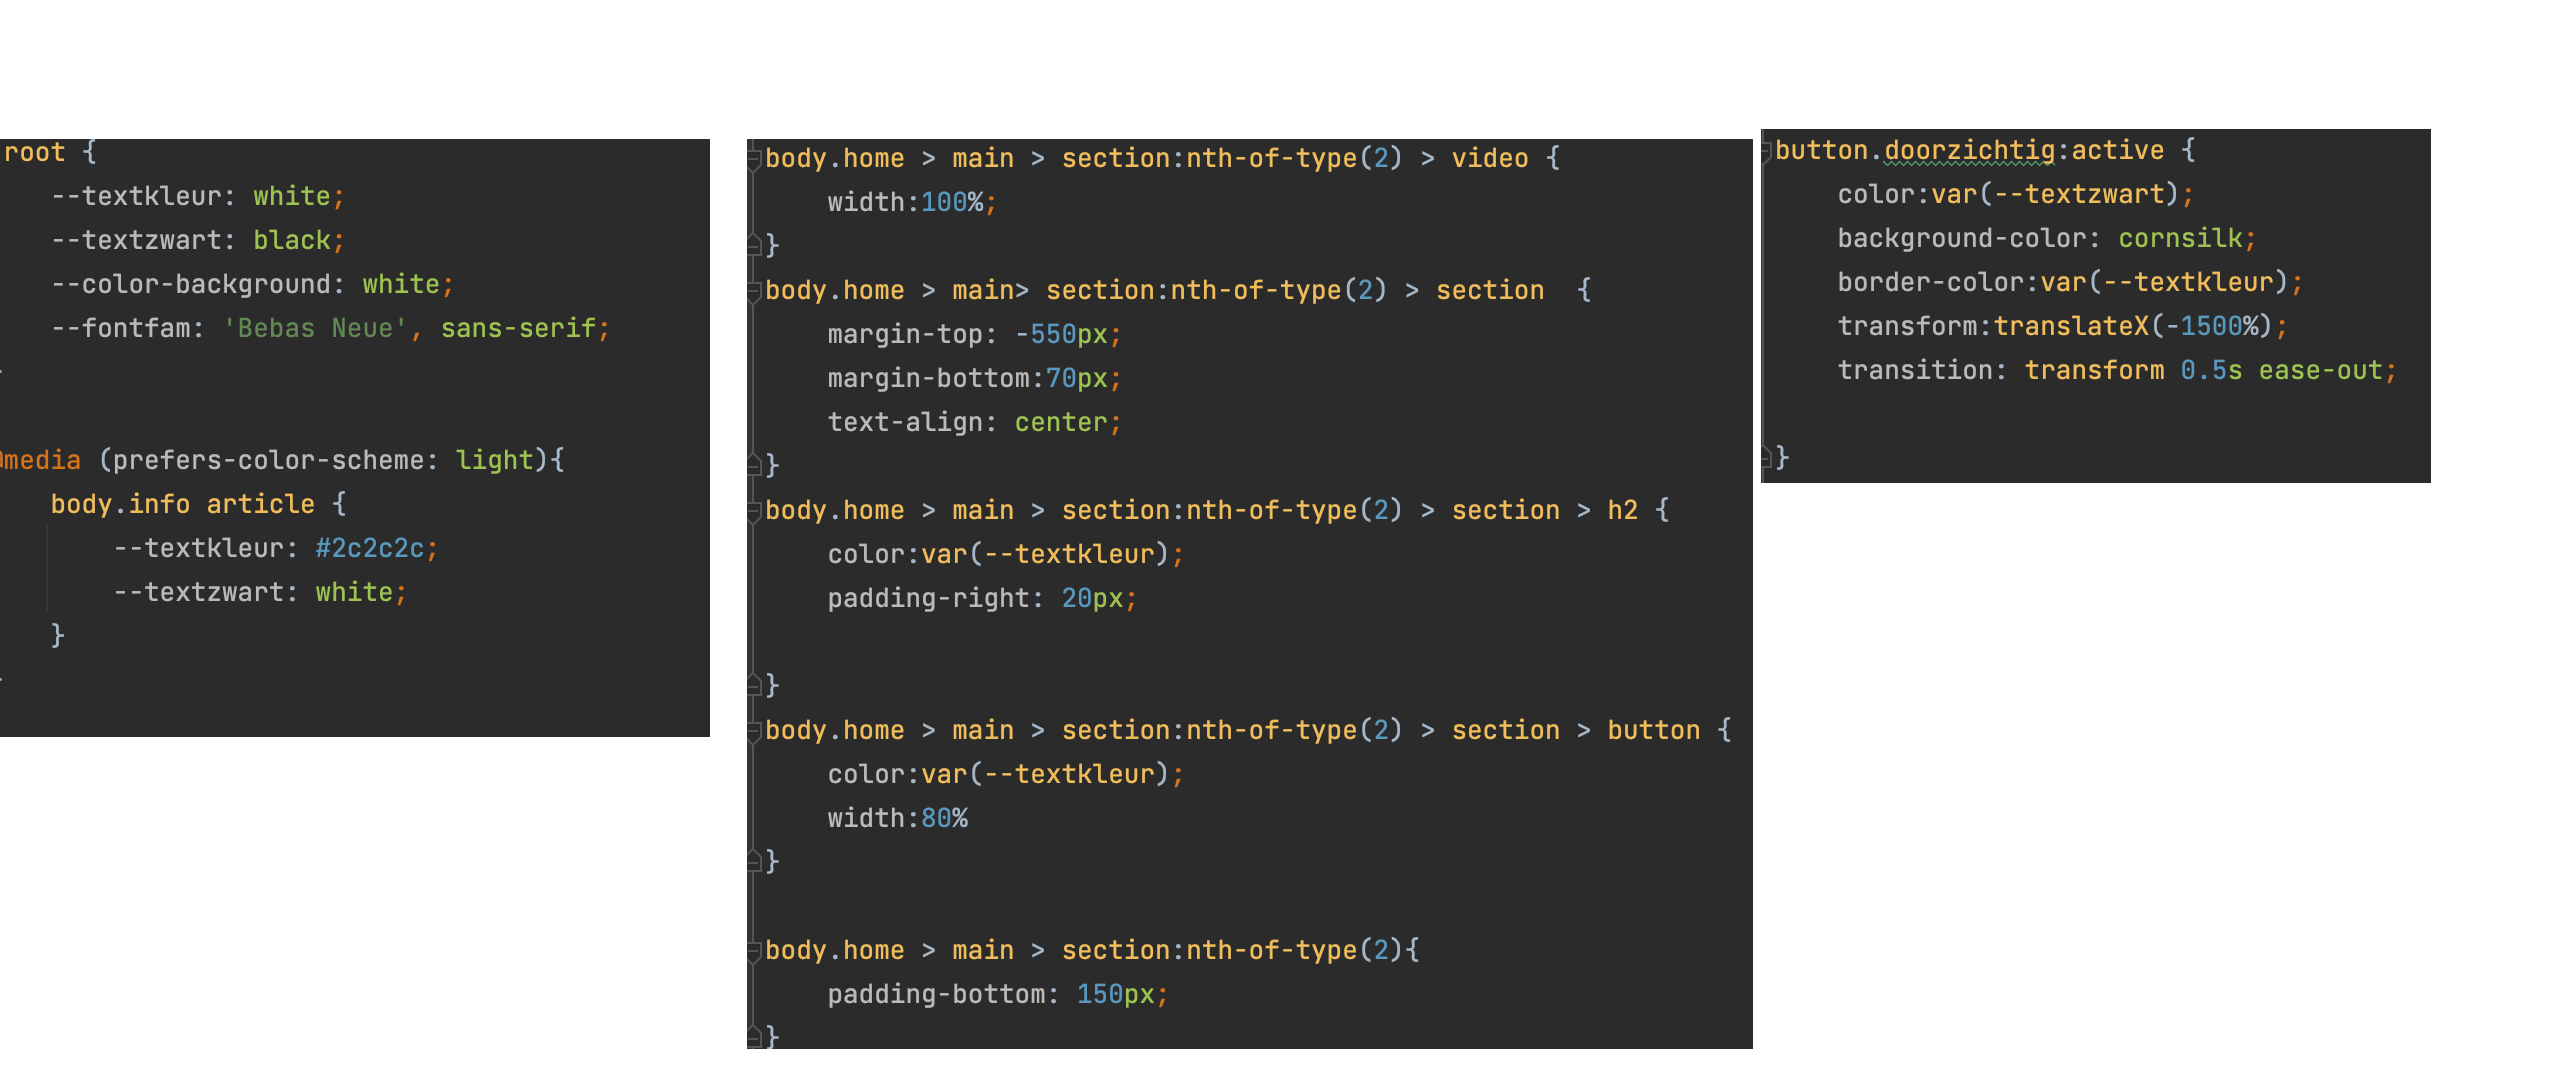 root {
--textkleur: white;
--textzwart: black;
--color-background: white;
--fontfam: 'Bebas Neue', sans-serif;
media (prefers-color-scheme: light){
body.info article {
--textkleur: #2c2c2c;
--textzwart: white;
}
body.home > main > section:nth-of-type(2) > video {
width:100%;
}
body.home > main> section:nth-of-type(2) > section  {
margin-top: -550px;
margin-bottom:70px;
text-align: center;
}
body.home > main > section:nth-of-type(2) > section > h2 {
color:var(--textkleur);
padding-right: 20px;
}
body.home > main > section:nth-of-type(2) > section > button {
color:var(--textkleur);
width:80%
}
body.home > main > section:nth-of-type(2){
padding-bottom: 150px;
}
button.doorzichtig:active {
color:var(--textzwart);
background-color: cornsilk;
border-color:var(--textkleur);
transform:translateX(-1500%);
transition: transform 0.5s ease-out;
}